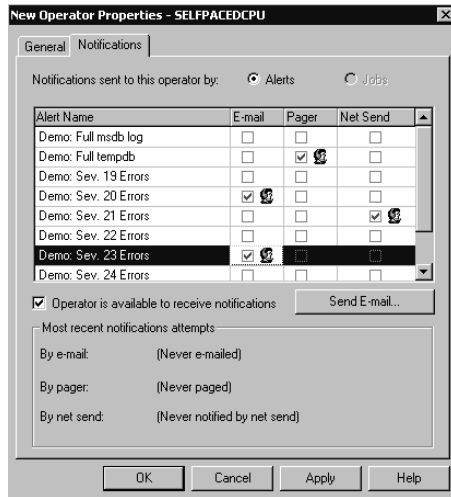 New Operator Properties - SELFPACEDCPU
General Notifications
Notifications sent to this operator by: Alerts Jobs
Alert Name E-mail Pager Net Send
Demo: Full msdb log
Demo: Full tempdb
Demo: Sev. 19 Errors
Demo: Sev. 20 Errors
Demo: Sev. 21 Errors
Demo: Sev. 22 Errors
Demo: Sev. 23 Errors
Demo: Sev. 24 Errors
Operator is available to receive notifications Send E-mail...
Most recent notifications attempts
By e-mail: (Never e-mailed)
By pager: (Never paged)
By net send: (Never notified by net send)
OK Cancel Apply Help